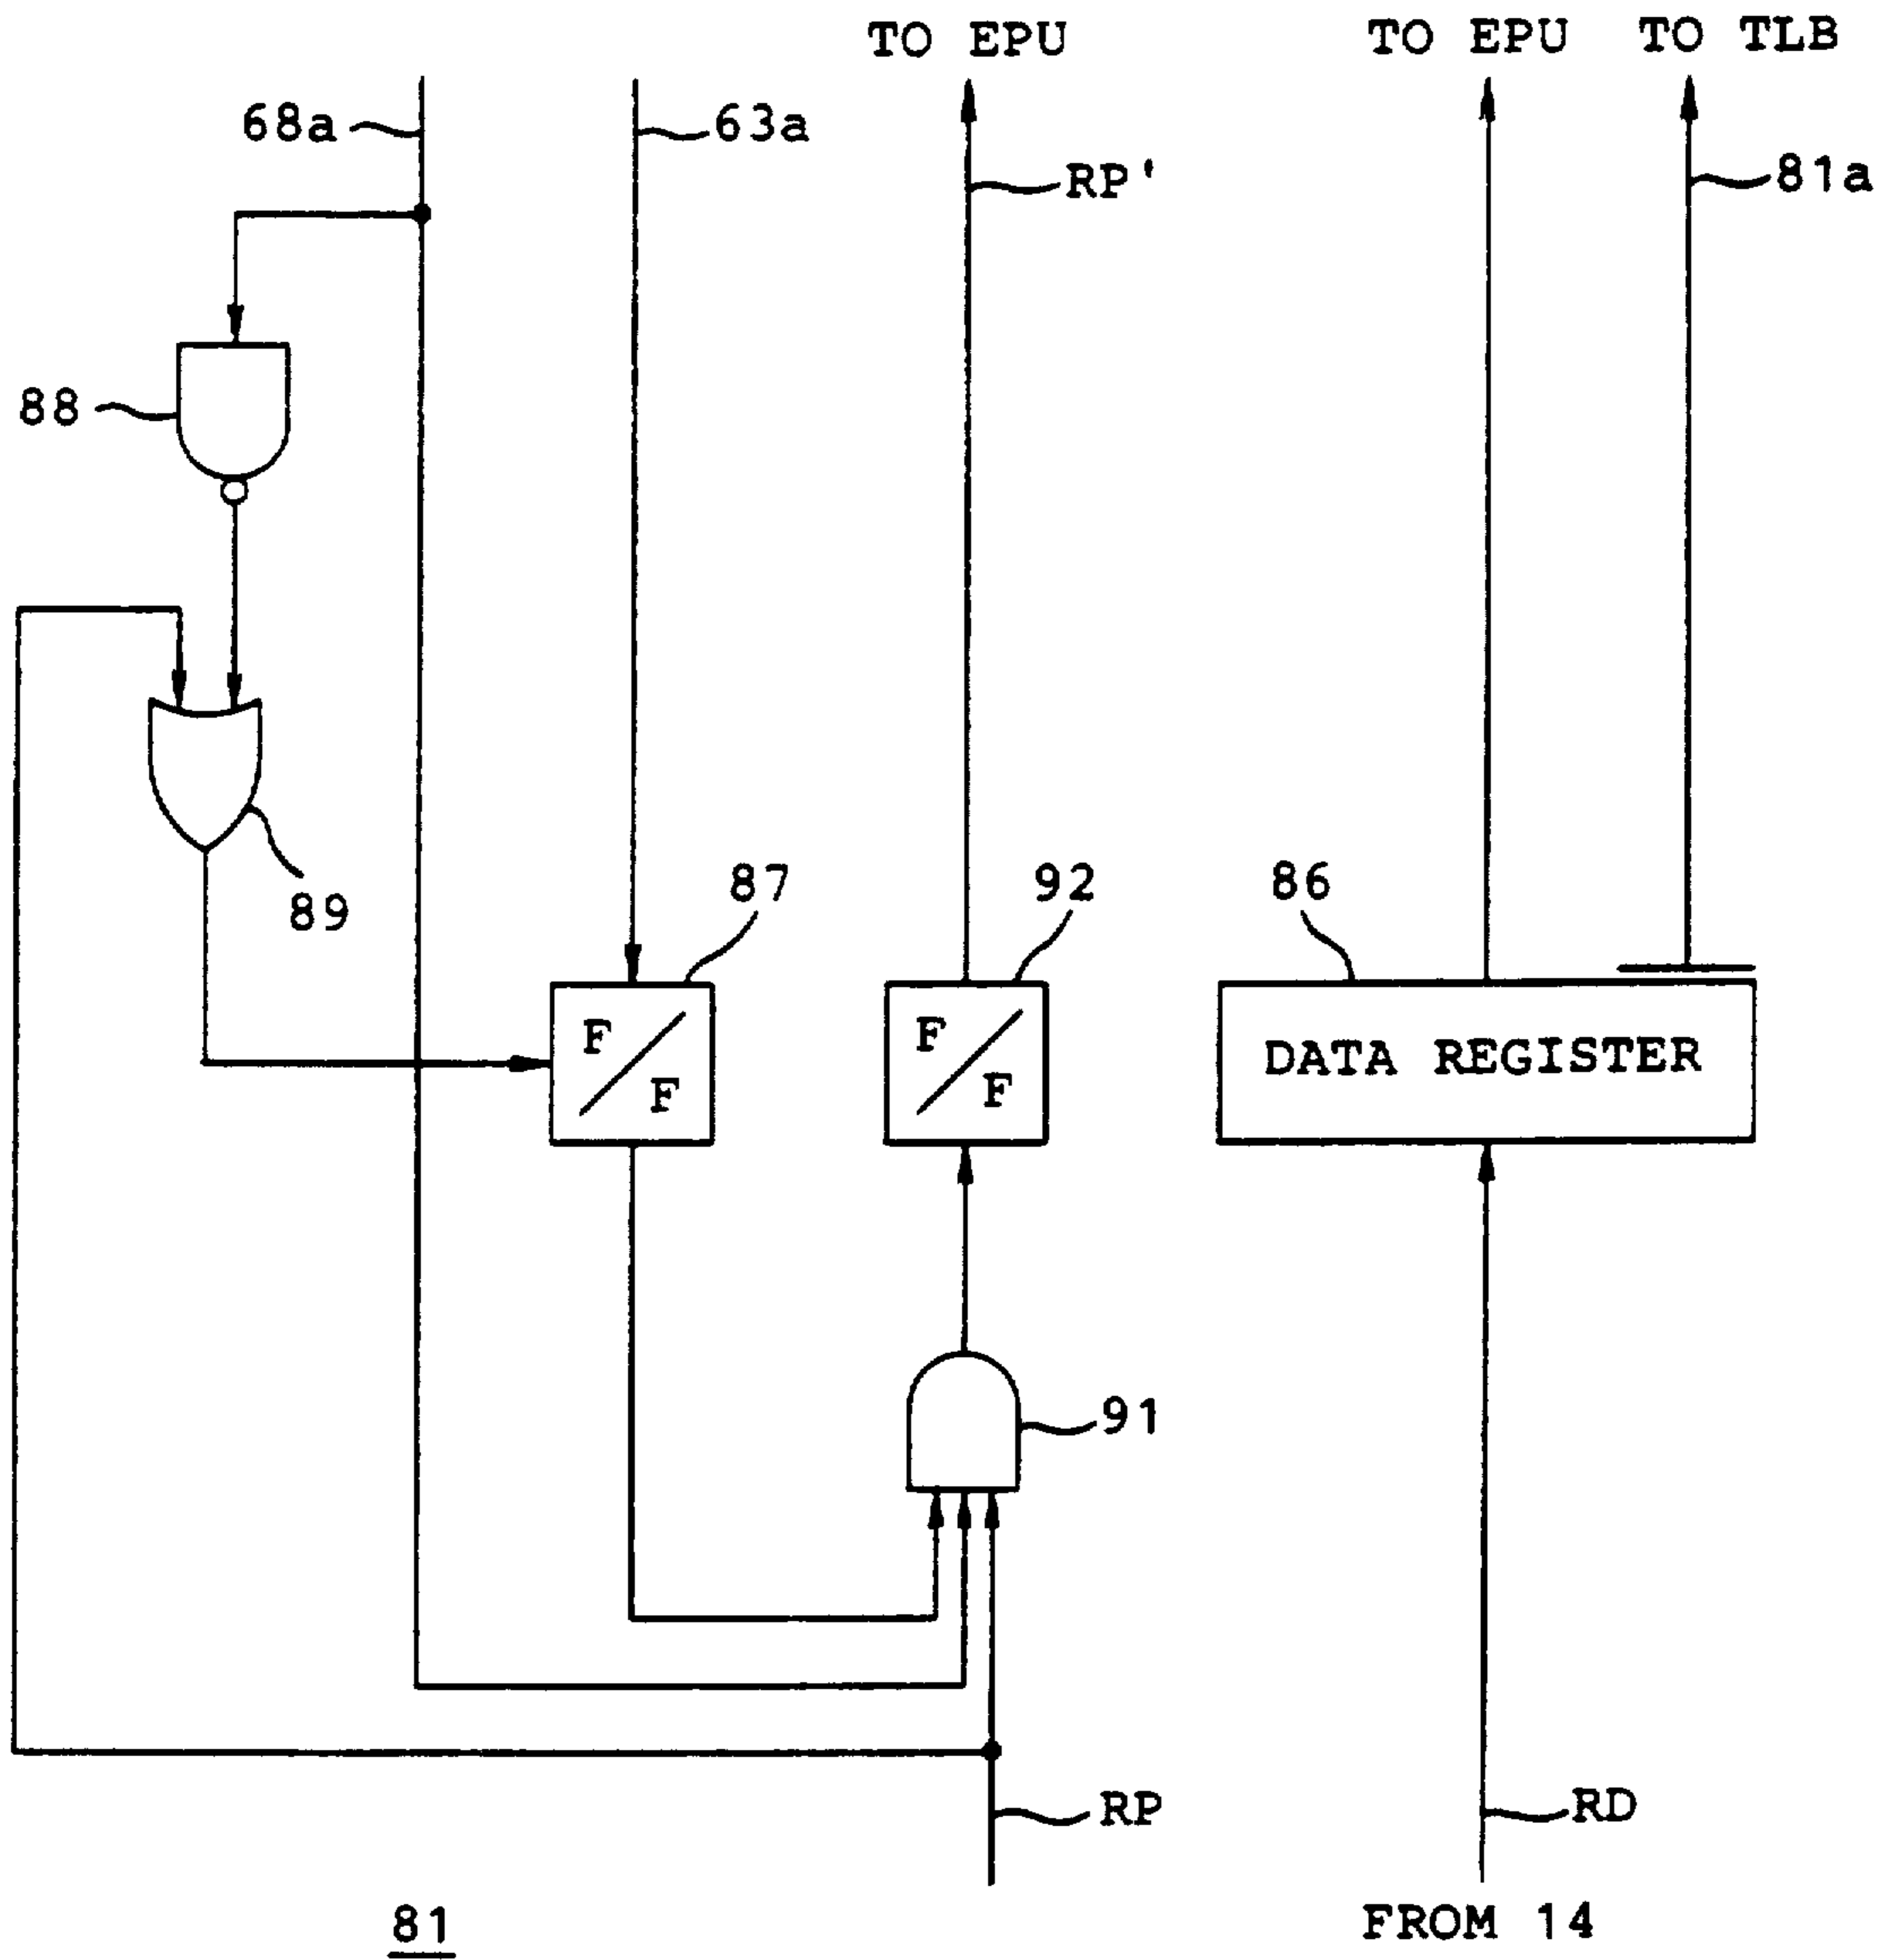 TO EPU
TO EPU
TO TLB
68a
63a
RP'
81a
88
89
87
92
86
F/F
F/F
DATA REGISTER
91
RP
RD
81
FROM 14